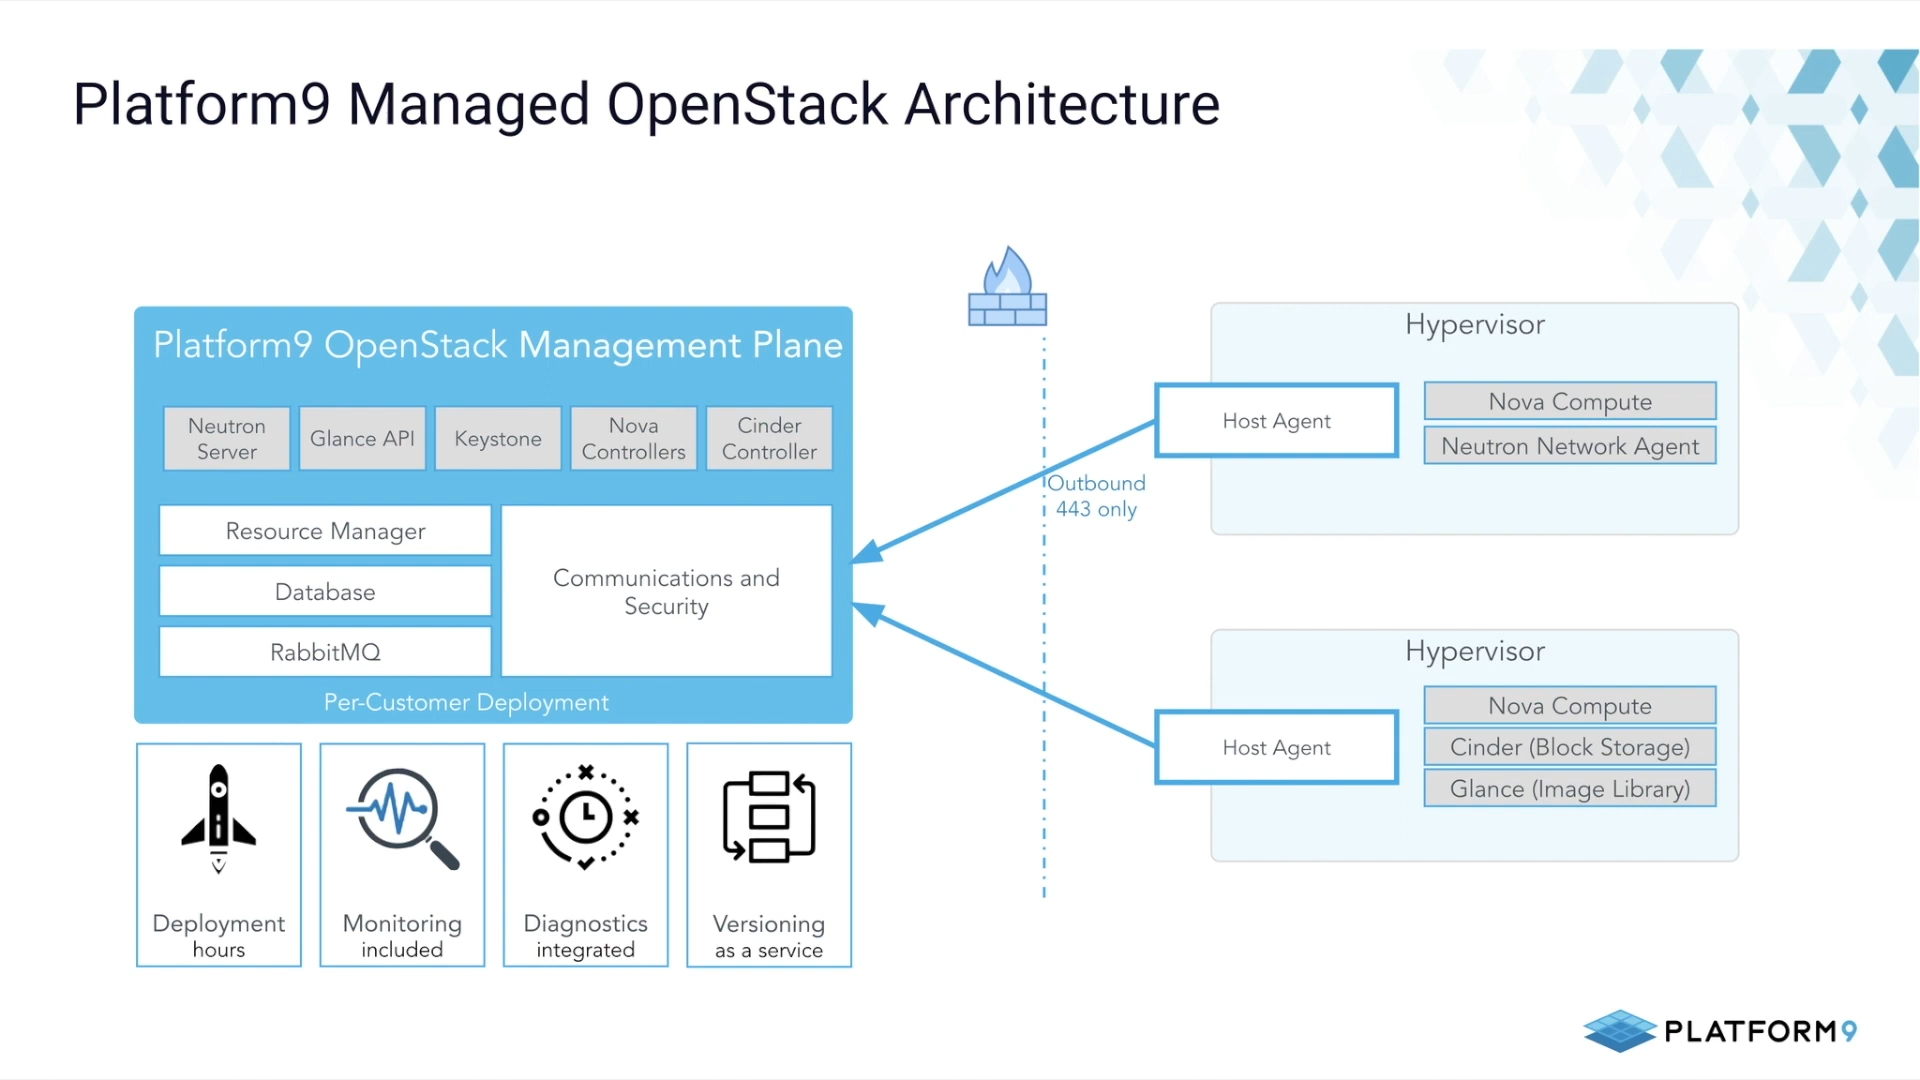 Platform9 Managed OpenStack Architecture
Platform9 OpenStack Management Plane
Neutron
Server
Glance API
Keystone
Nova
Controllers
Cinder
Controller
Resource Manager
Database
RabbitMQ
Communications and
Security
Per-Customer Deployment
Deployment
hours
Monitoring
included
Diagnostics
integrated
Versioning
as a service
Outbound
443 only
Hypervisor
Host Agent
Nova Compute
Neutron Network Agent
Hypervisor
Host Agent
Nova Compute
Cinder (Block Storage)
Glance (Image Library)
PLATFORM9